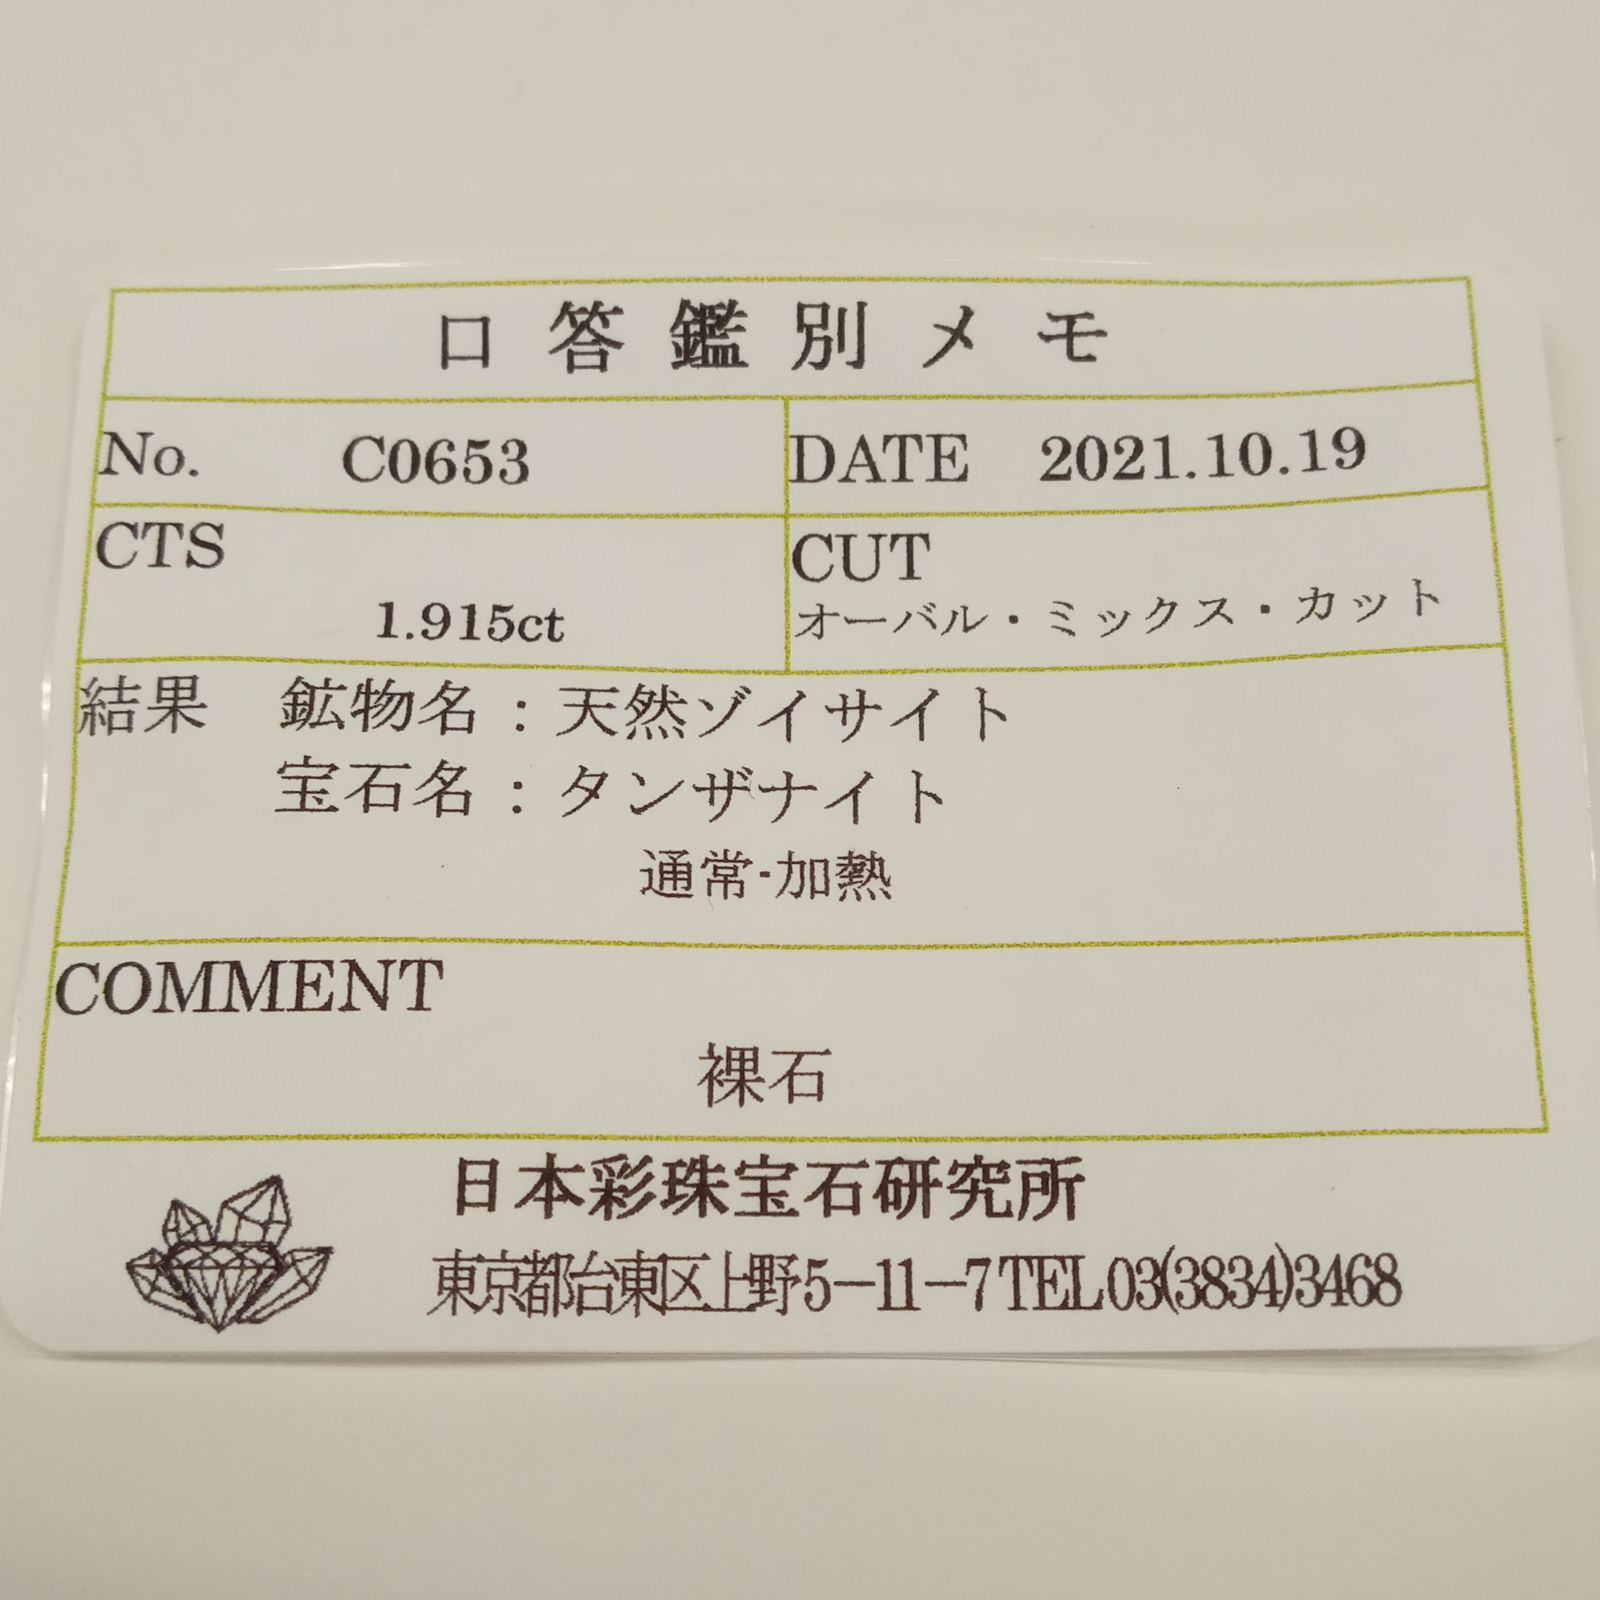 口答鑑別メモ
No. C0653 DATE 2021.10.19
CTS CUT
1.915ct オーバル・ミックス・カット
結果 鉱物名：天然ゾイサイト
宝石名：タンザナイト
通常・加熱
COMMENT
裸石
日本彩珠宝石研究所
東京都台東区上野5－11－7 TEL 03(3834)3468